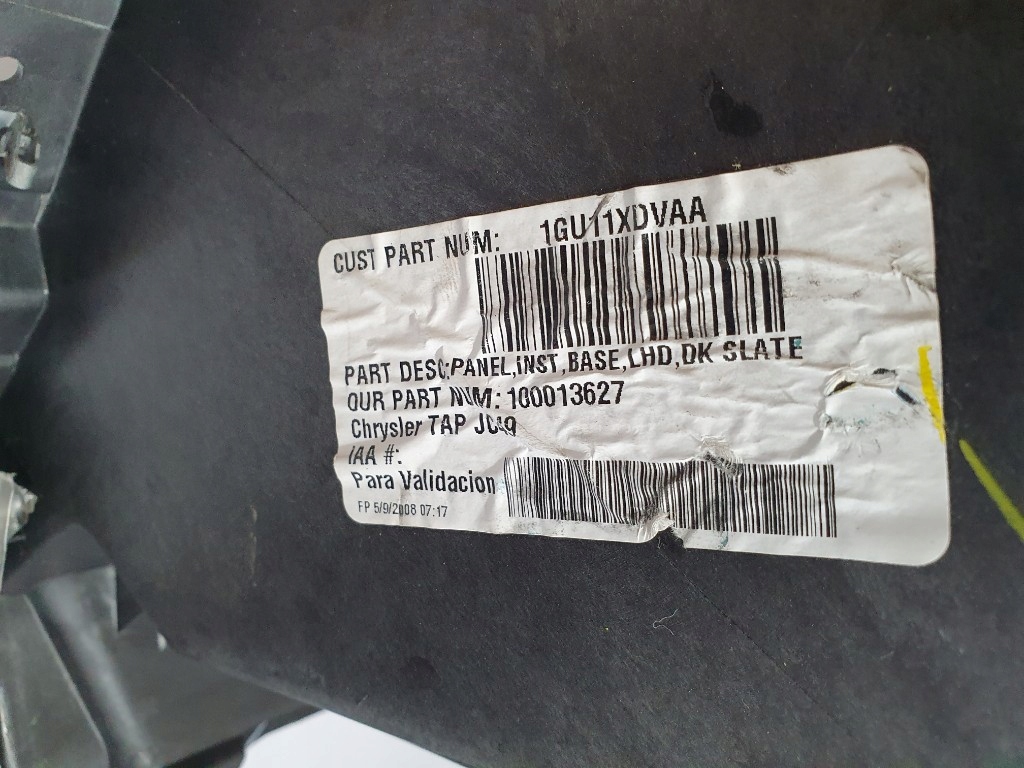 CUST PART NUM: 1GU11XDVAA
PART DESC:PANEL,INST,BASE,LHD,DK SLATE
OUR PART NUM: 100013627
Chrysler TAP JC49
IAA #:
Para Validacion
FP 5/9/2008 07:17